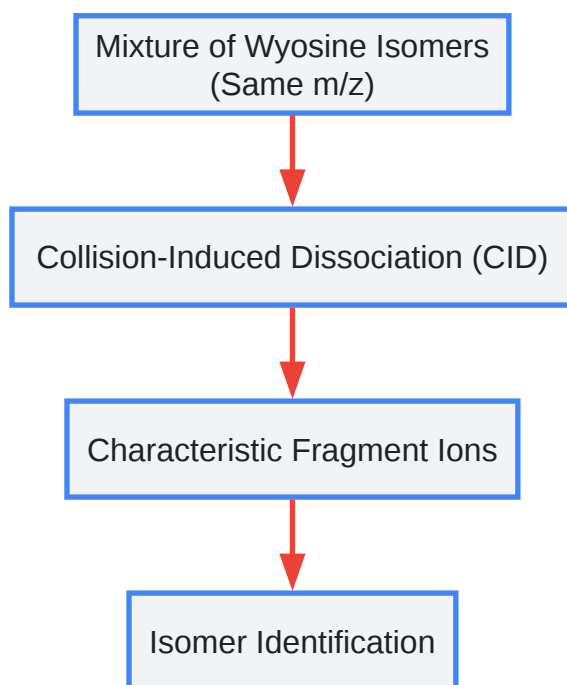 Mixture of Wyosine Isomers
(Same m/z)
Collision-Induced Dissociation (CID)
Characteristic Fragment Ions
Isomer Identification